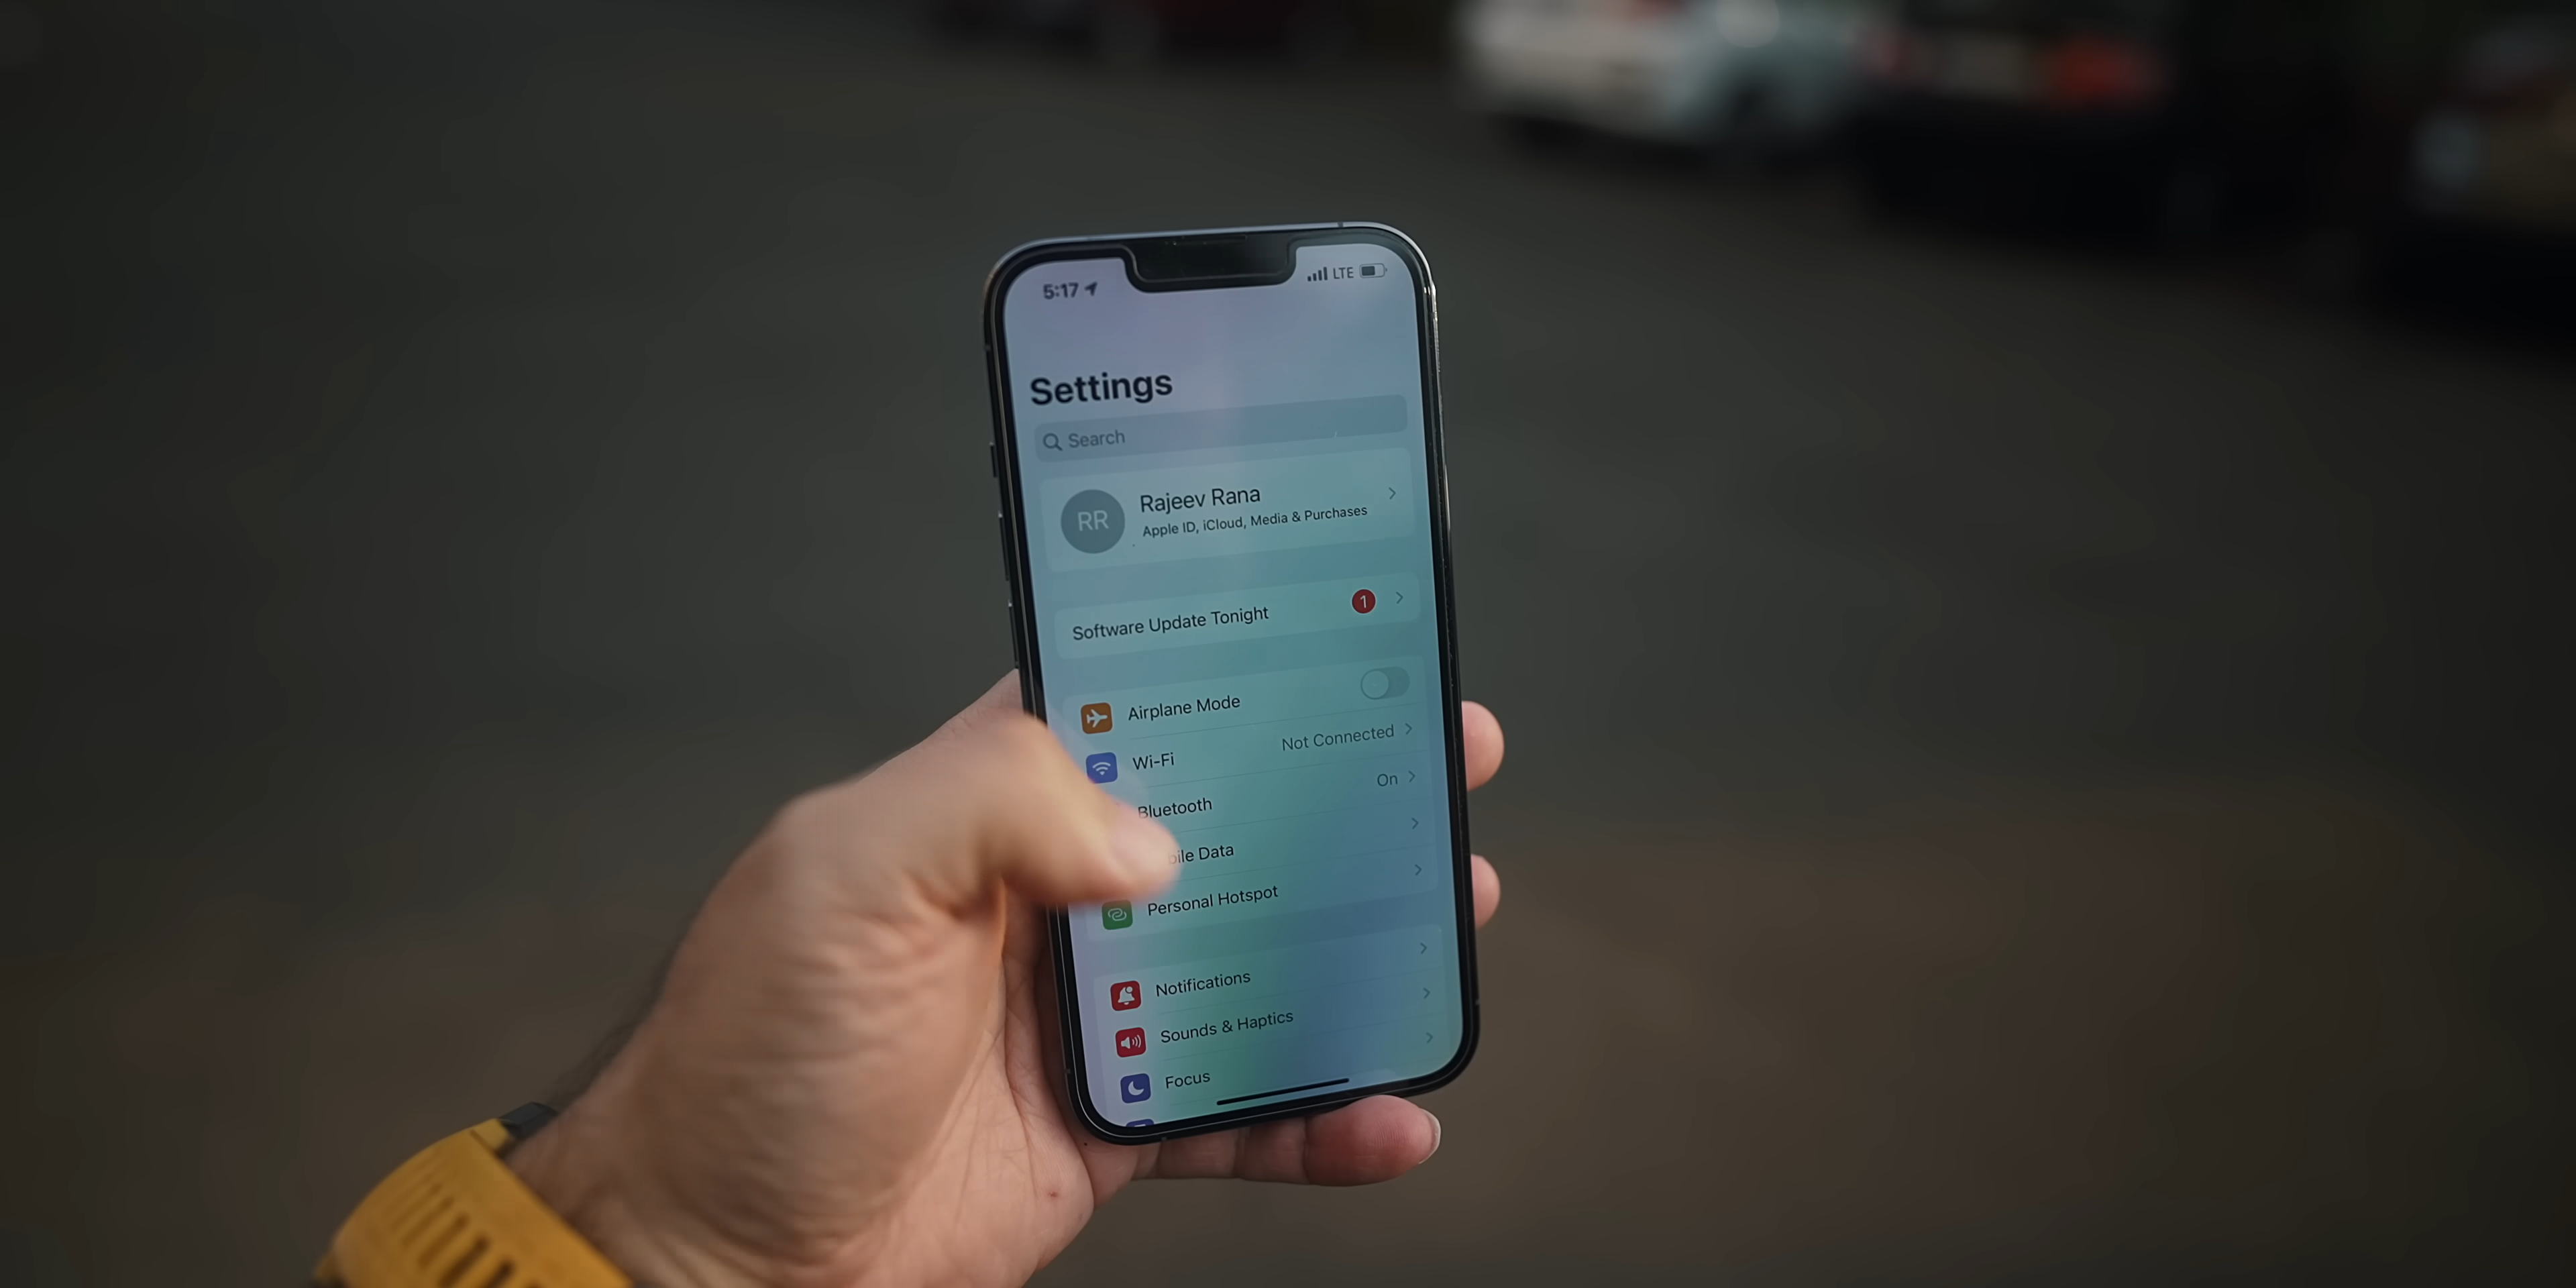 5:17
LTE
Settings
Search
RR
Rajeev Rana
Apple ID, iCloud, Media & Purchases
Software Update Tonight
1
Airplane Mode
Wi-Fi
Not Connected
Bluetooth
On
Data
Personal Hotspot
Notifications
Sounds & Haptics
Focus